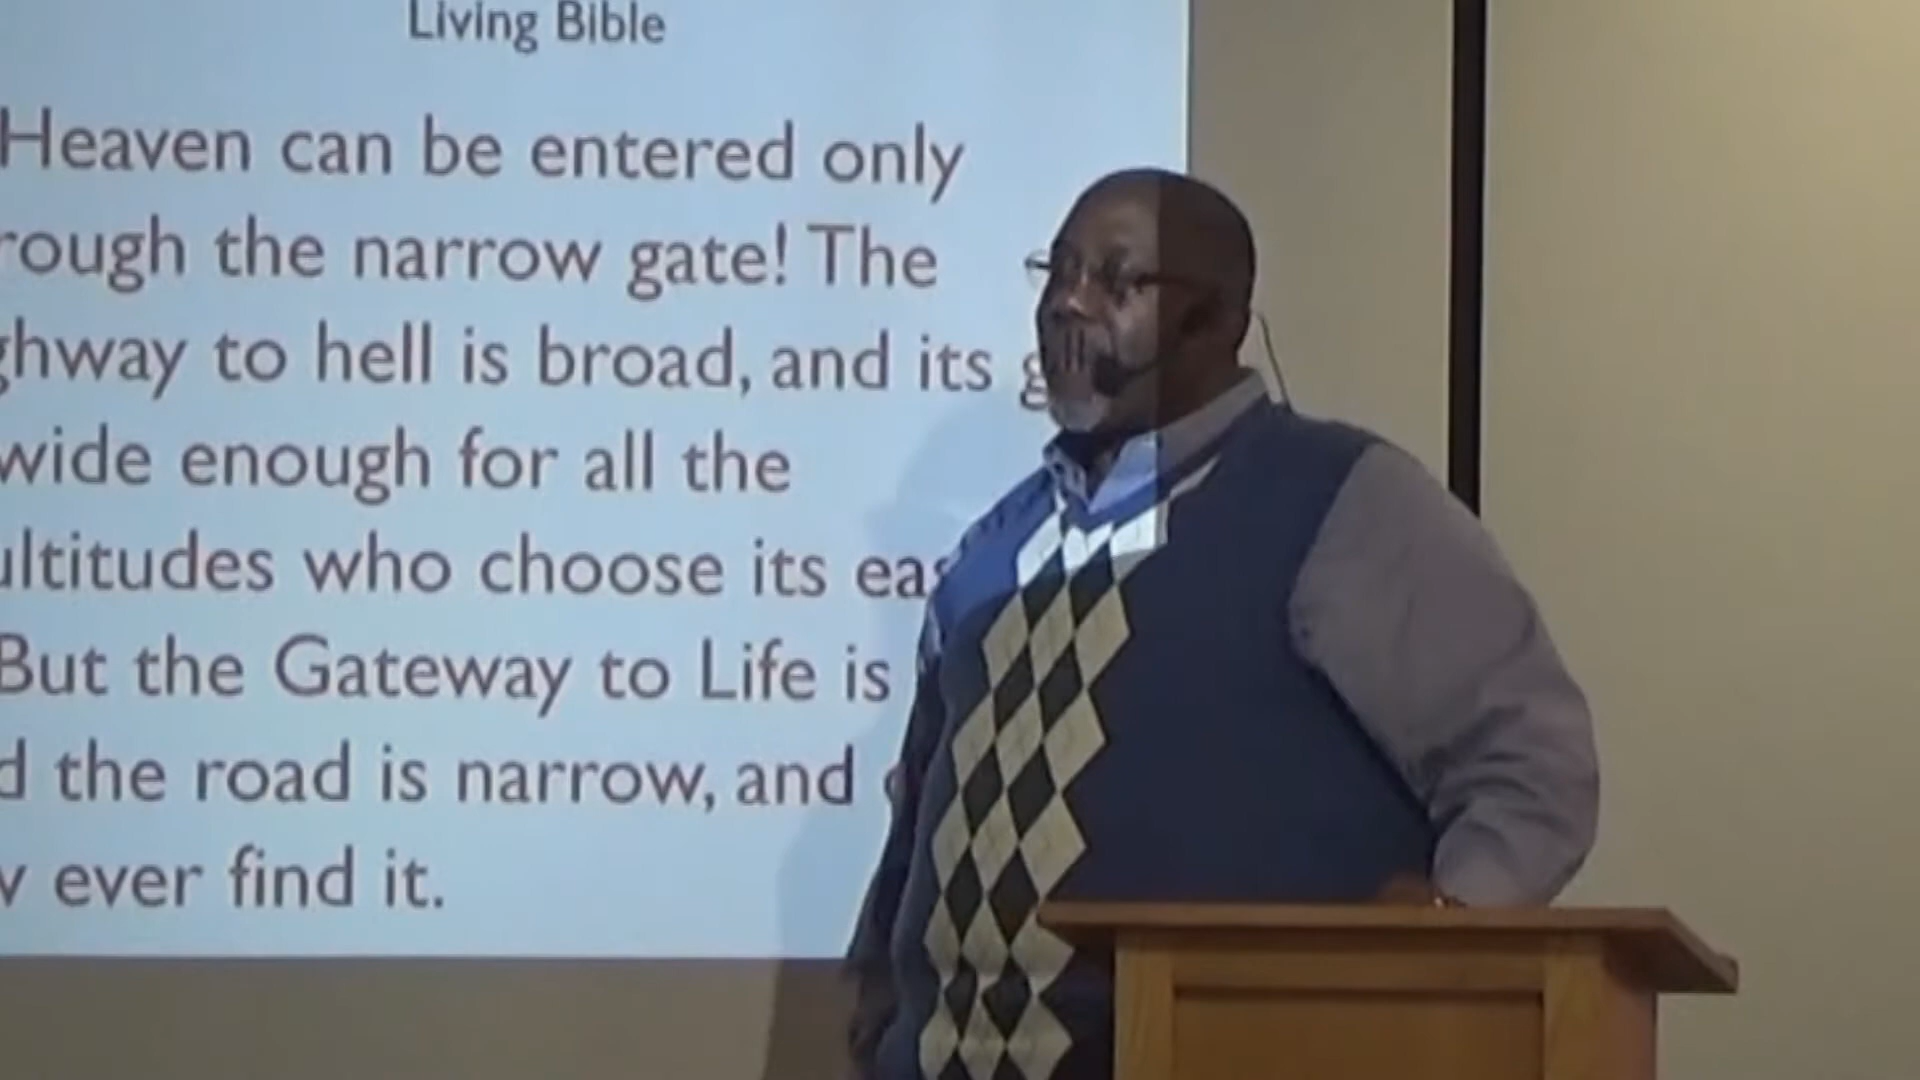 Living Bible
Heaven can be entered only
rough the narrow gate! The
ghway to hell is broad, and its g
wide enough for all the
ultitudes who choose its eas
But the Gateway to Life is
d the road is narrow, and
w ever find it.